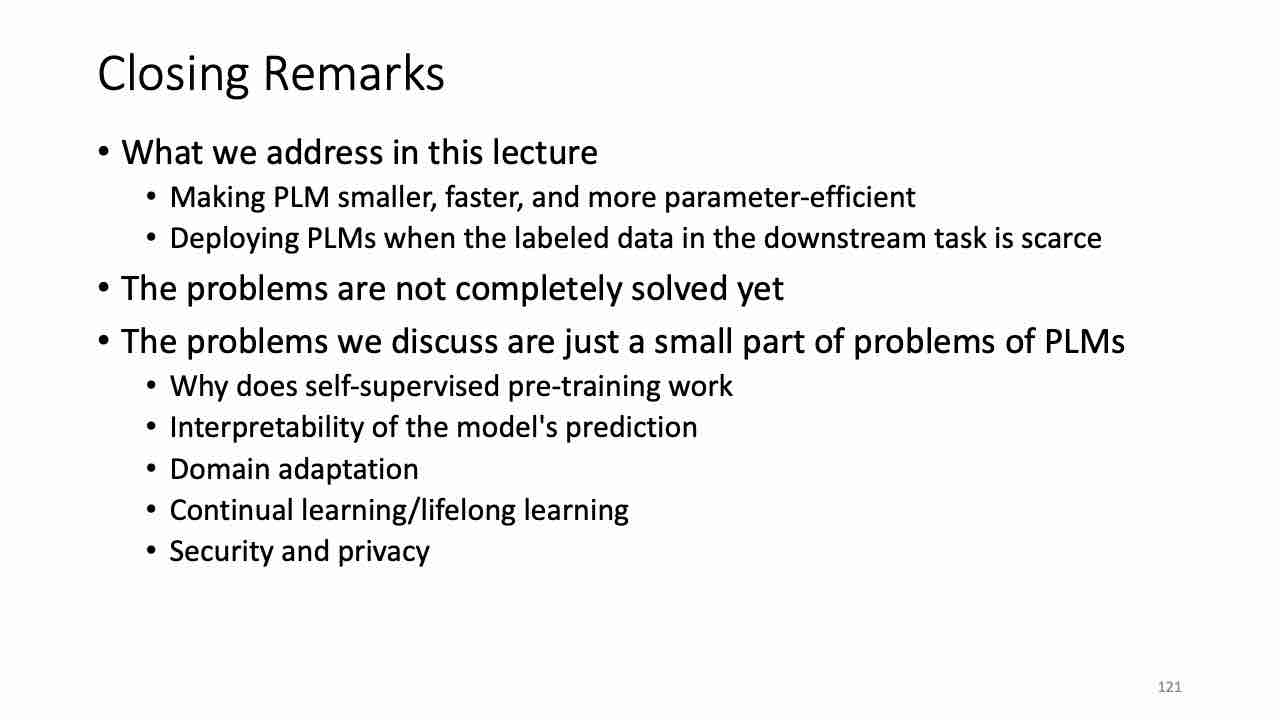 Closing Remarks
• What we address in this lecture
• Making PLM smaller, faster, and more parameter-efficient
• Deploying PLMs when the labeled data in the downstream task is scarce
• The problems are not completely solved yet
• The problems we discuss are just a small part of problems of PLMs
• Why does self-supervised pre-training work
• Interpretability of the model's prediction
• Domain adaptation
• Continual learning/lifelong learning
• Security and privacy
121